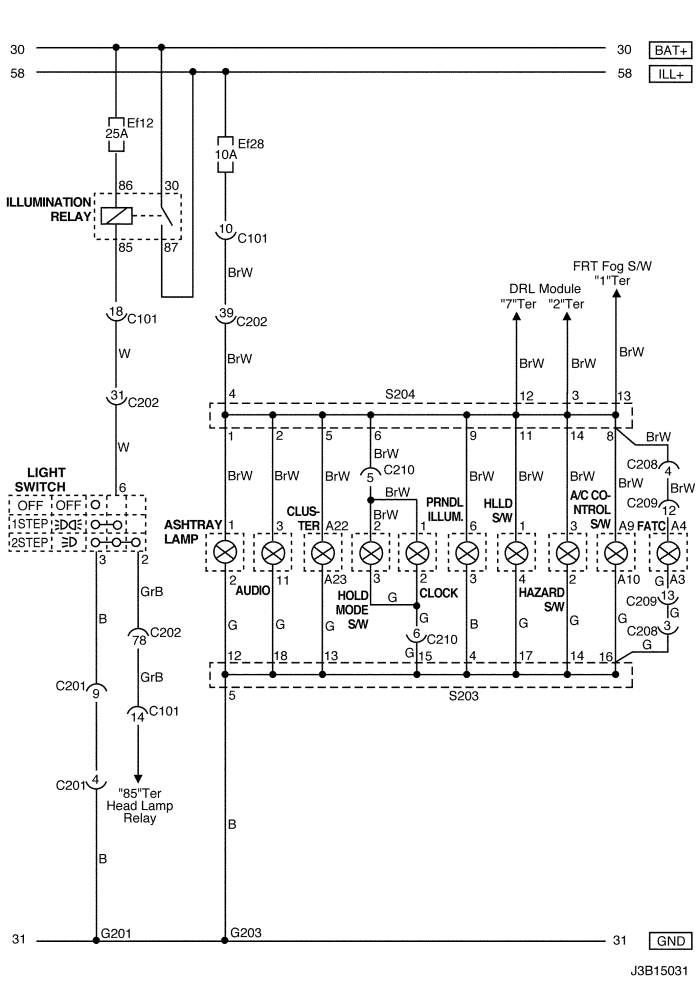 30 30 BAT+
58 58 ILL+
Ef12
25A
Ef28
10A
86 30
ILLUMINATION
RELAY
85 87
10
C101
BrW
FRT Fog S/W
"1"Ter
DRL Module
"7"Ter "2"Ter
18
C101
39
C202
W
BrW
BrW BrW BrW
31
C202
4 S204 12 3 13
W
1 2 5 6 9 11 14 8 BrW
BrW
C210
5
C208
4
LIGHT
SWITCH
6
BrW BrW BrW BrW BrW BrW BrW BrW
BrW
C209
12
OFF OFF
1STEP
2STEP
ASHTRAY
LAMP
CLUS-
TER
PRNDL
ILLUM.
HLLD
S/W
A/C CO-
NTROL
S/W
FATC
BrW
1 3 A22 2 1 6 1 3 A9 A4
3 2
2 11 A23 3 2 3 4 2 A10 A3
AUDIO
HOLD
MODE
S/W
CLOCK
HAZARD
S/W
G
13
C209
GrB
B
G G G G G B G G G
C202
78
6
C210
G
3
C208
G
12 18 13 15 4 17 14 16
GrB
C201
9
5 S203
C101
14
C201
4
"85"Ter
Head Lamp
Relay
B
B
G201 G203
31 31 GND
J3B15031